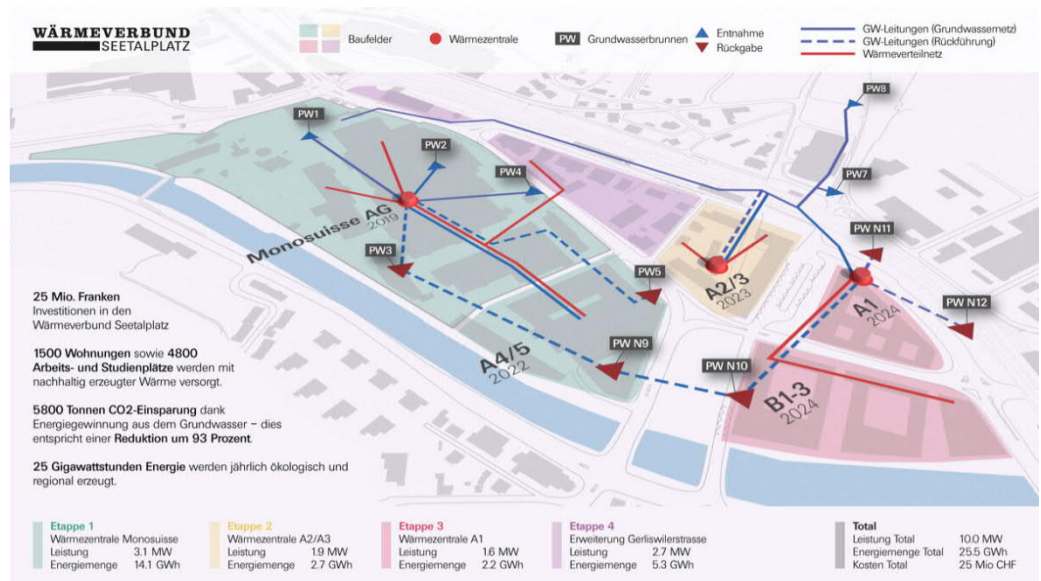 WÄRMEVERBUND
SEETALPLATZ
Baufelder
Wärmezentrale
PW Grundwasserbrunnen
Entnahme
Rückgabe
GW-Leitungen (Grundwassernetz)
GW-Leitungen (Rückführung)
Wärmeverteilnetz
PW8
PW1
PW2
PW4
PW7
Monosuisse AG
2019
PW3
PW N11
PW5
A2/3
2023
A1
2024
PW N12
25 Mio. Franken
Investitionen in den
Wärmeverbund Seetalplatz
A4/5
2022
PW N9
PW N10
B1-3
2024
1500 Wohnungen sowie 4800
Arbeits- und Studienplätze werden mit
nachhaltig erzeugter Wärme versorgt.
5800 Tonnen CO2-Einsparung dank
Energiegewinnung aus dem Grundwasser – dies
entspricht einer Reduktion um 93 Prozent.
25 Gigawattstunden Energie werden jährlich ökologisch und
regional erzeugt.
Etappe 1
Wärmezentrale Monosuisse
Leistung 3.1 MW
Energiemenge 14.1 GWh
Etappe 2
Wärmezentrale A2/A3
Leistung 1.9 MW
Energiemenge 2.7 GWh
Etappe 3
Wärmezentrale A1
Leistung 1.6 MW
Energiemenge 2.2 GWh
Etappe 4
Erweiterung Gerliswilerstrasse
Leistung 2.7 MW
Energiemenge 5.3 GWh
Total
Leistung Total 10.0 MW
Energiemenge Total 25.5 GWh
Kosten Total 25 Mio CHF